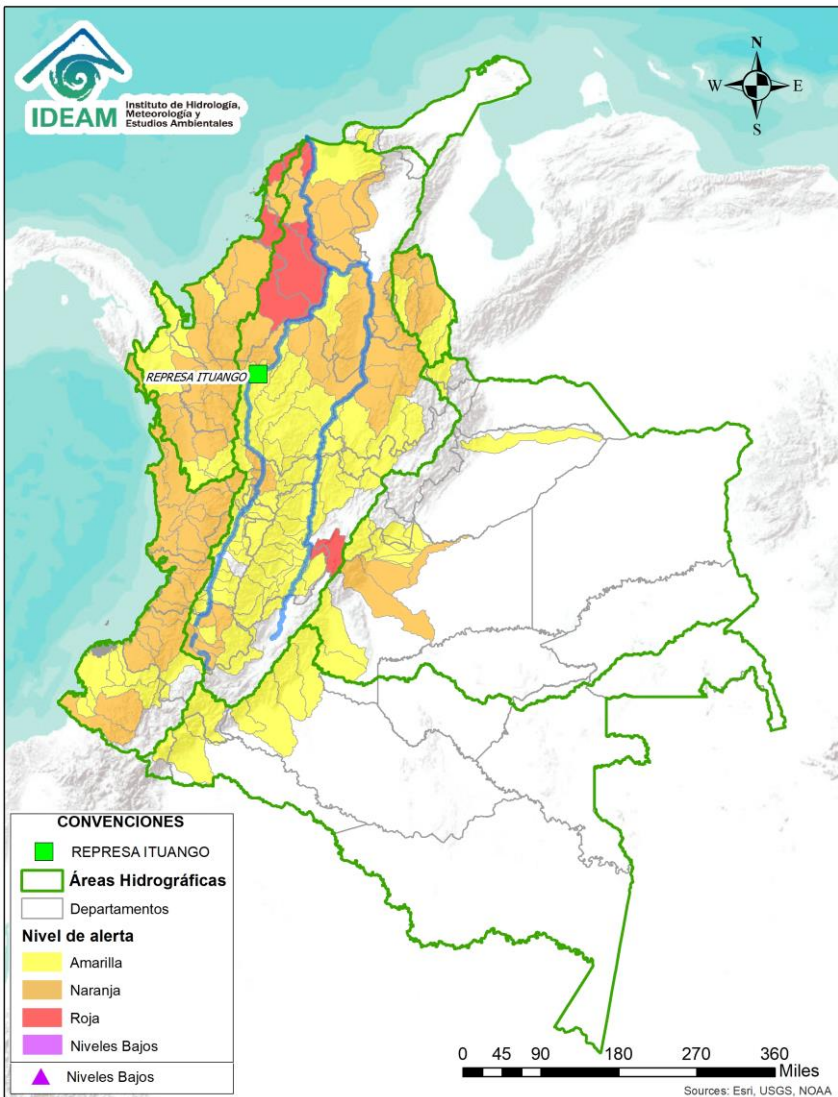 IDEAM
Instituto de Hidrología,
Meteorología y
Estudios Ambientales
N
W
E
S
REPRESA ITUANGO
CONVENCIONES
REPRESA ITUANGO
Áreas Hidrográficas
Departamentos
Nivel de alerta
Amarilla
Naranja
Roja
Niveles Bajos
Niveles Bajos
0 45 90 180 270 360
Miles
Sources: Esri, USGS, NOAA